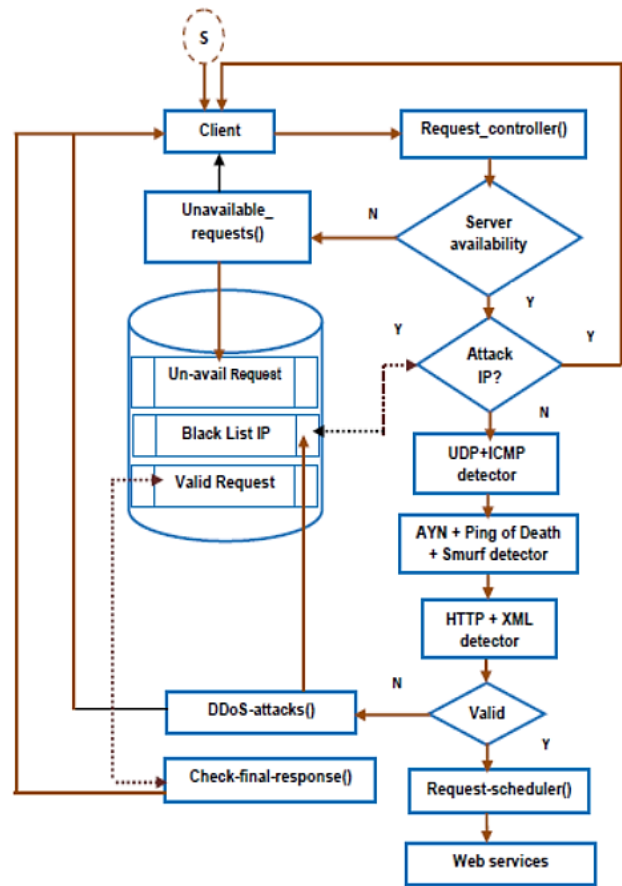 S
Client
Request_controller()
Unavailable_
requests()
N
Server
availability
Y
Y
Attack
IP?
Y
N
Un-avail Request
Black List IP
Valid Request
UDP+ICMP
detector
AYN + Ping of Death
+ Smurf detector
HTTP + XML
detector
N
DDoS-attacks()
Valid
Y
Check-final-response()
Request-scheduler()
Web services